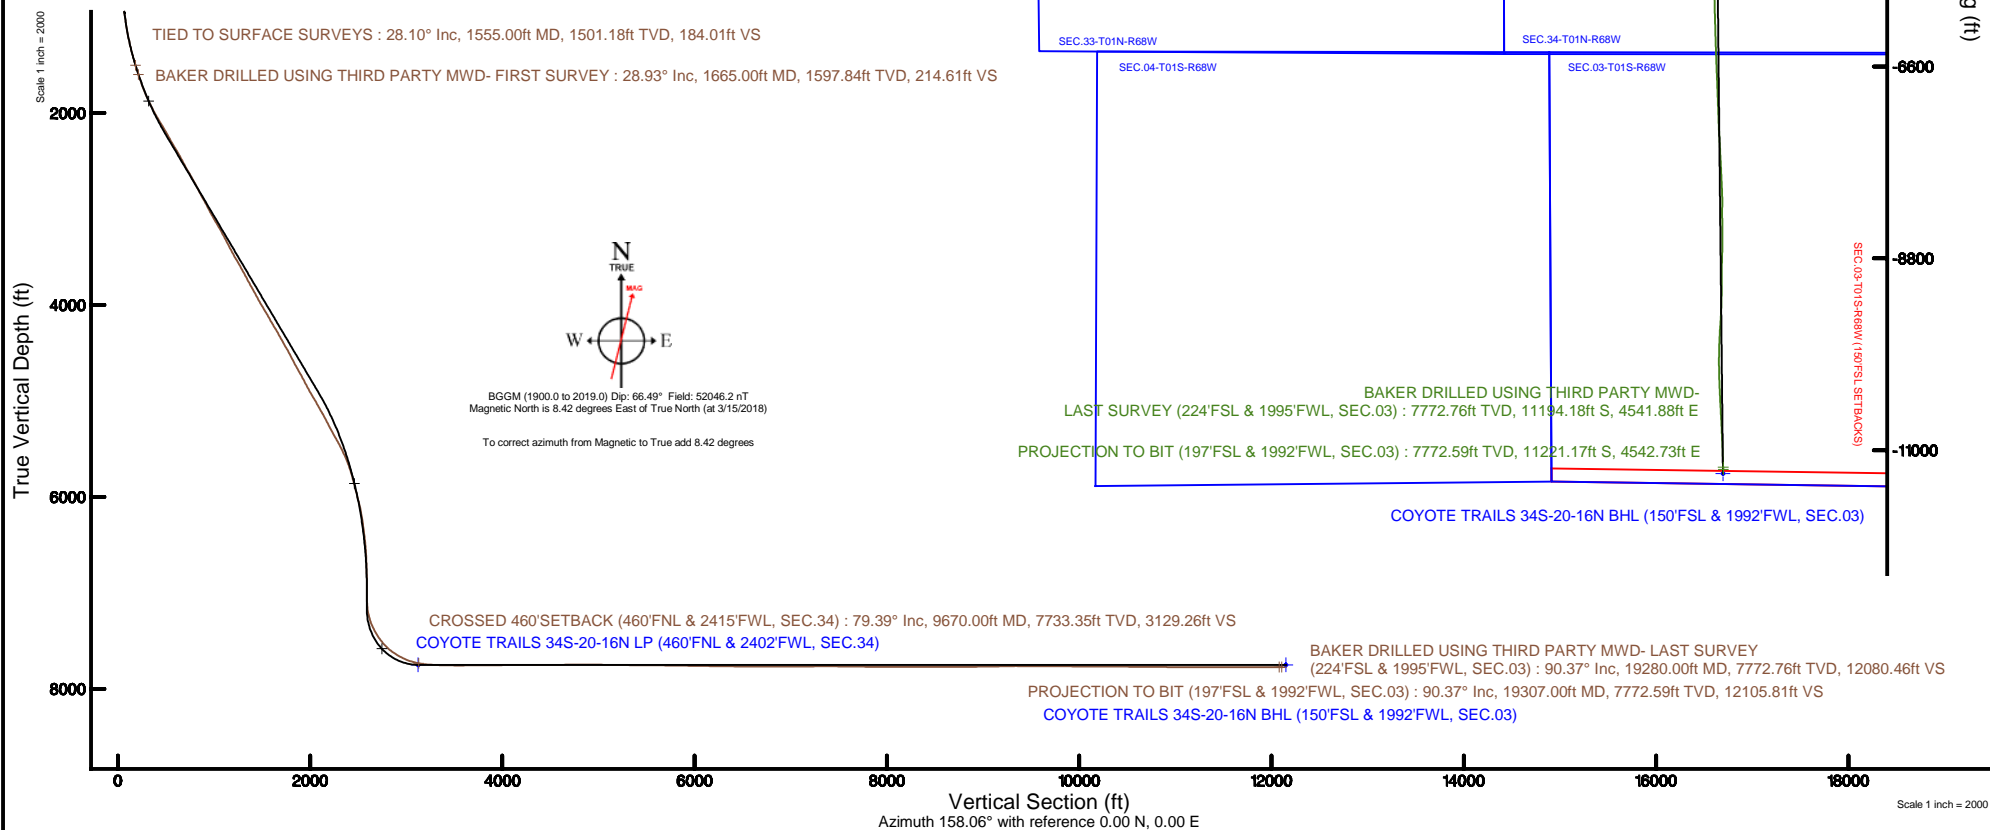 Scale 1 inch = 2000
TIED TO SURFACE SURVEYS : 28.10° Inc, 1555.00ft MD, 1501.18ft TVD, 184.01ft VS
BAKER DRILLED USING THIRD PARTY MWD- FIRST SURVEY : 28.93° Inc, 1665.00ft MD, 1597.84ft TVD, 214.61ft VS
True Vertical Depth (ft)
2000
4000
6000
8000
N
TRUE
MAG
W
E
BGGM (1900.0 to 2019.0) Dip: 66.49° Field: 52046.2 nT
Magnetic North is 8.42 degrees East of True North (at 3/15/2018)
To correct azimuth from Magnetic to True add 8.42 degrees
SEC.33-T01N-R68W
SEC.34-T01N-R68W
SEC.04-T01S-R68W
SEC.03-T01S-R68W
g (ft)
-6600
-8800
-11000
SEC.03-T01S-R68W (150'FSL SETBACKS)
BAKER DRILLED USING THIRD PARTY MWD-
LAST SURVEY (224'FSL & 1995'FWL, SEC.03) : 7772.76ft TVD, 11194.18ft S, 4541.88ft E
PROJECTION TO BIT (197'FSL & 1992'FWL, SEC.03) : 7772.59ft TVD, 11221.17ft S, 4542.73ft E
COYOTE TRAILS 34S-20-16N BHL (150'FSL & 1992'FWL, SEC.03)
CROSSED 460'SETBACK (460'FNL & 2415'FWL, SEC.34) : 79.39° Inc, 9670.00ft MD, 7733.35ft TVD, 3129.26ft VS
COYOTE TRAILS 34S-20-16N LP (460'FNL & 2402'FWL, SEC.34)
BAKER DRILLED USING THIRD PARTY MWD- LAST SURVEY
(224'FSL & 1995'FWL, SEC.03) : 90.37° Inc, 19280.00ft MD, 7772.76ft TVD, 12080.46ft VS
PROJECTION TO BIT (197'FSL & 1992'FWL, SEC.03) : 90.37° Inc, 19307.00ft MD, 7772.59ft TVD, 12105.81ft VS
COYOTE TRAILS 34S-20-16N BHL (150'FSL & 1992'FWL, SEC.03)
0 2000 4000 6000 8000 10000 12000 14000 16000 18000
Vertical Section (ft)
Azimuth 158.06° with reference 0.00 N, 0.00 E
Scale 1 inch = 2000